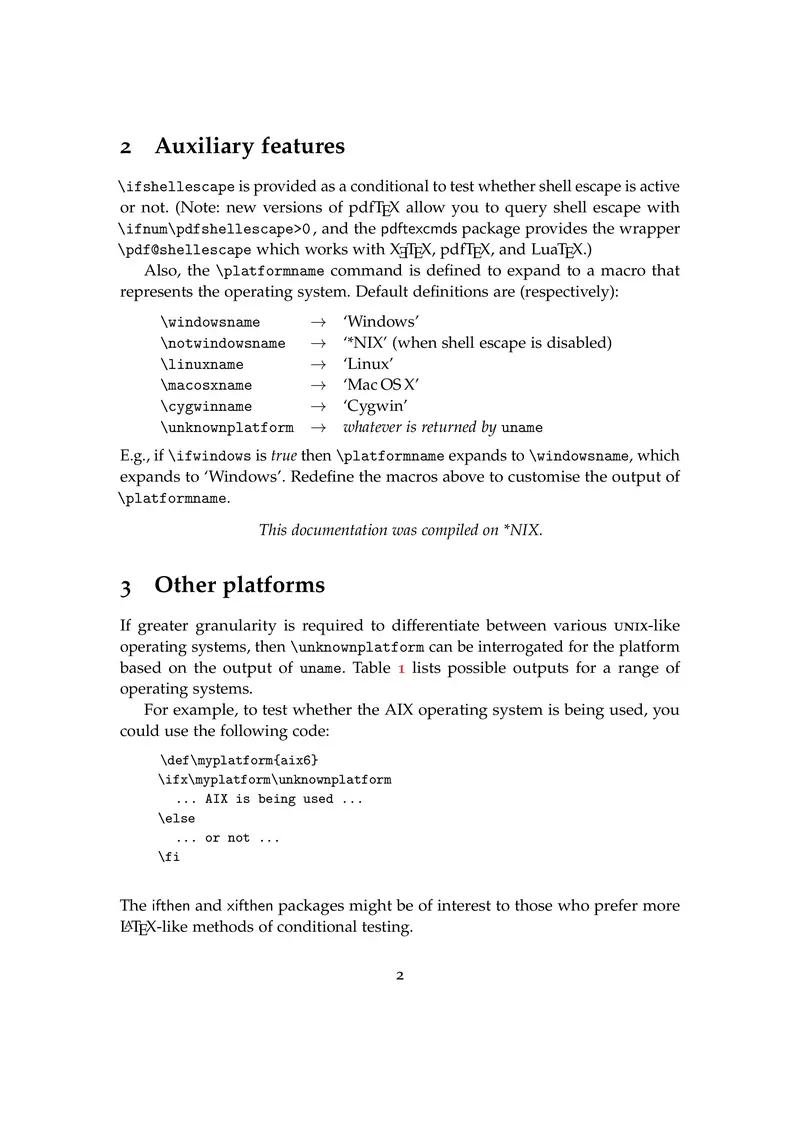 2 Auxiliary features
\ifshellescape is provided as a conditional to test whether shell escape is active
or not. (Note: new versions of pdfTEX allow you to query shell escape with
\ifnum\pdfshellescape>0, and the pdftexcmds package provides the wrapper
\pdf@shellescape which works with XƎTEX, pdfTEX, and LuaTEX.)
Also, the \platformname command is defined to expand to a macro that
represents the operating system. Default definitions are (respectively):
\windowsname → ‘Windows’
\notwindowsname → ‘*NIX’ (when shell escape is disabled)
\linuxname → ‘Linux’
\macosxname → ‘Mac OS X’
\cygwinname → ‘Cygwin’
\unknownplatform → whatever is returned by uname
E.g., if \ifwindows is true then \platformname expands to \windowsname, which
expands to ‘Windows’. Redefine the macros above to customise the output of
\platformname.
This documentation was compiled on *NIX.
3 Other platforms
If greater granularity is required to differentiate between various UNIX-like
operating systems, then \unknownplatform can be interrogated for the platform
based on the output of uname. Table 1 lists possible outputs for a range of
operating systems.
For example, to test whether the AIX operating system is being used, you
could use the following code:
\def\myplatform{aix6}
\ifx\myplatform\unknownplatform
... AIX is being used ...
\else
... or not ...
\fi
The ifthen and xifthen packages might be of interest to those who prefer more
LATEX-like methods of conditional testing.
2